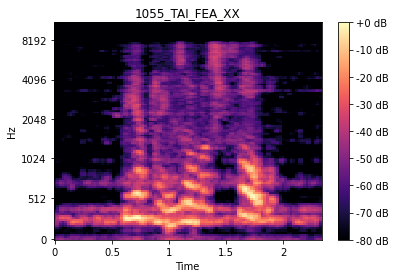 1055_TAI_FEA_XX
8192
4096
2048
1024
512
0
Hz
0
0.5
1
1.5
2
Time
+0 dB
-10 dB
-20 dB
-30 dB
-40 dB
-50 dB
-60 dB
-70 dB
-80 dB